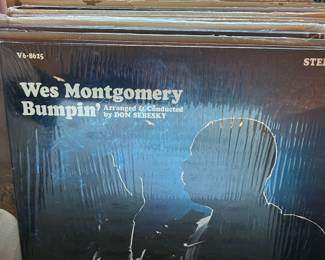 V6-8625
STE
Wes Montgomery
Bumpin' Arranged & Conducted
by DON SEBESKY